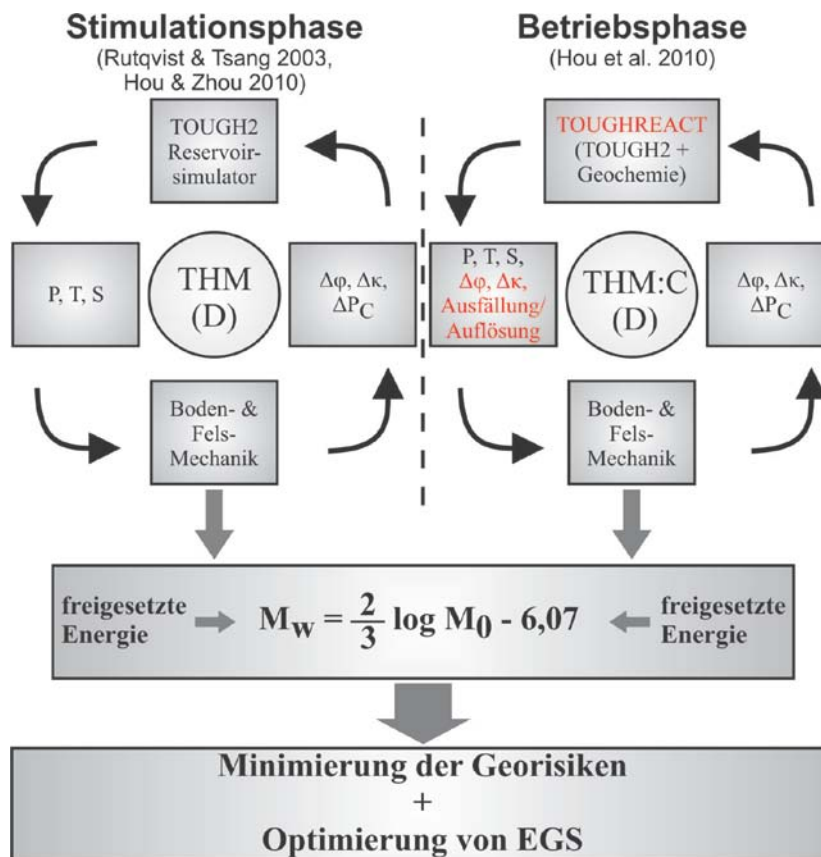 Stimulationsphase
(Rutqvist & Tsang 2003,
Hou & Zhou 2010)
TOUGH2
Reservoir-
simulator
P, T, S
THM
(D)
Δφ, Δκ,
ΔP_C
Boden- &
Fels-
Mechanik
Betriebsphase
(Hou et al. 2010)
TOUGHREACT
(TOUGH2 +
Geochemie)
P, T, S,
Δφ, Δκ,
Ausfällung/
Auflösung
THM:C
(D)
Δφ, Δκ,
ΔP_C
Boden- &
Fels-
Mechanik
freigesetzte
Energie
M_w = 2/3 log M_0 - 6,07
freigesetzte
Energie
Minimierung der Georisiken
+
Optimierung von EGS